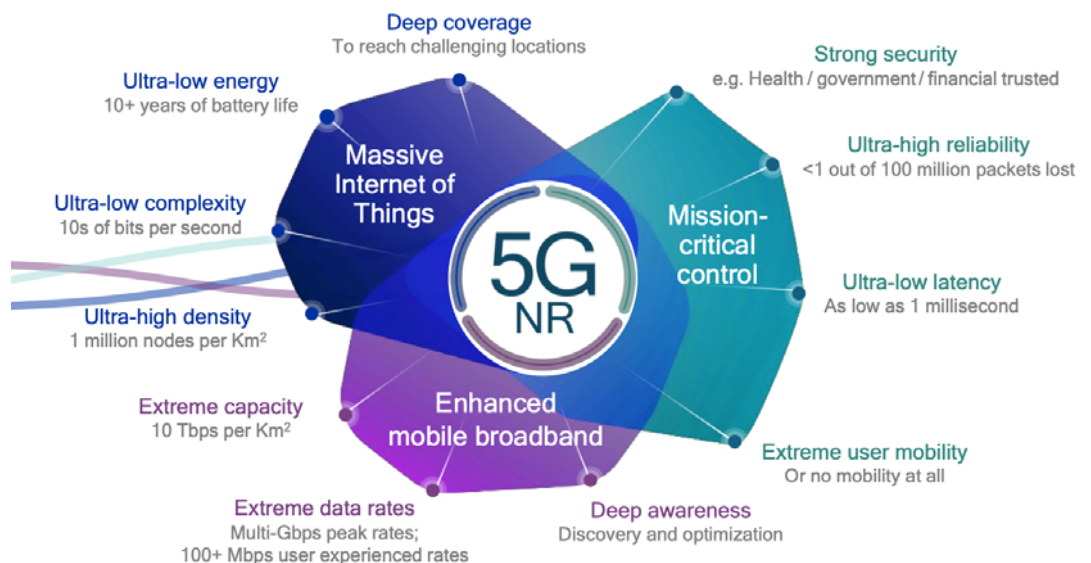 Deep coverage
To reach challenging locations
Ultra-low energy
10+ years of battery life
Ultra-low complexity
10s of bits per second
Ultra-high density
1 million nodes per Km²
Massive
Internet of
Things
Strong security
e.g. Health / government / financial trusted
Ultra-high reliability
<1 out of 100 million packets lost
Ultra-low latency
As low as 1 millisecond
Extreme user mobility
Or no mobility at all
Mission-
critical
control
5G
NR
Enhanced
mobile broadband
Extreme capacity
10 Tbps per Km²
Extreme data rates
Multi-Gbps peak rates;
100+ Mbps user experienced rates
Deep awareness
Discovery and optimization